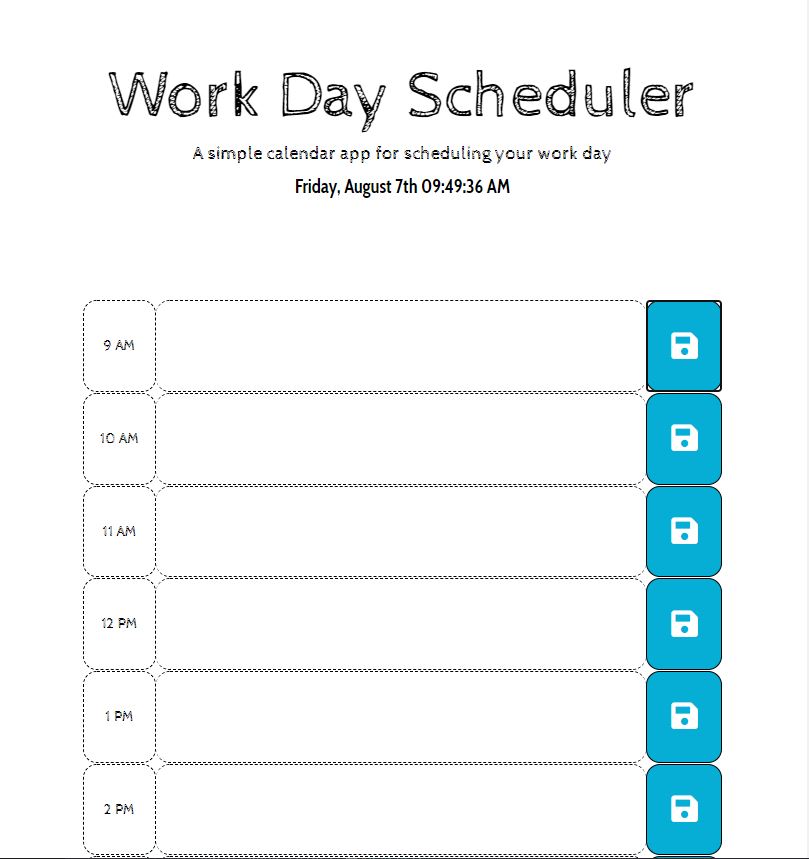 Work Day Scheduler
A simple calendar app for scheduling your work day
Friday, August 7th 09:49:36 AM
9 AM
10 AM
11 AM
12 PM
1 PM
2 PM